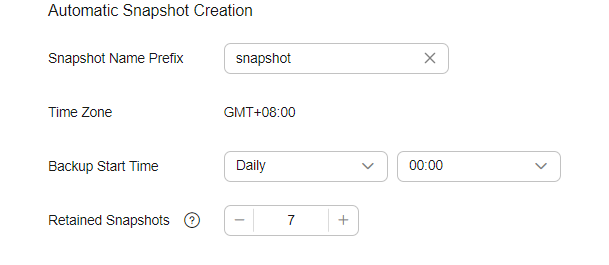 Automatic Snapshot Creation
Snapshot Name Prefix snapshot
Time Zone GMT+08:00
Backup Start Time Daily 00:00
Retained Snapshots ? − 7 +